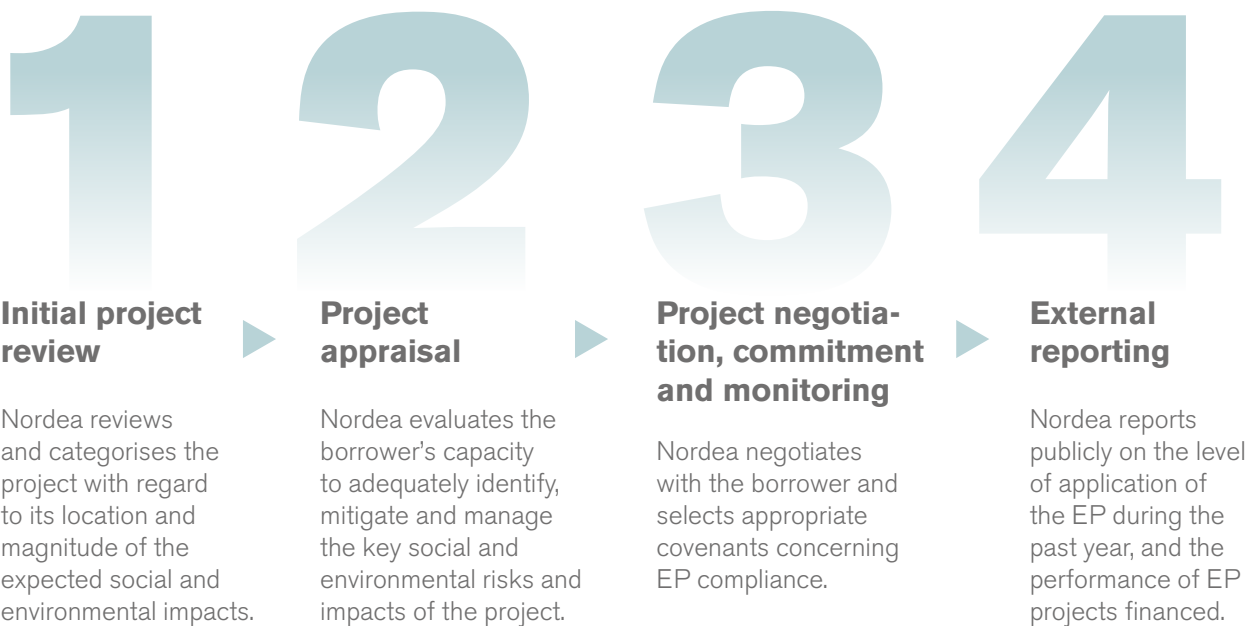 1
Initial project
review
Nordea reviews
and categorises the
project with regard
to its location and
magnitude of the
expected social and
environmental impacts.
2
Project
appraisal
Nordea evaluates the
borrower’s capacity
to adequately identify,
mitigate and manage
the key social and
environmental risks and
impacts of the project.
3
Project negotia-
tion, commitment
and monitoring
Nordea negotiates
with the borrower and
selects appropriate
covenants concerning
EP compliance.
4
External
reporting
Nordea reports
publicly on the level
of application of
the EP during the
past year, and the
performance of EP
projects financed.